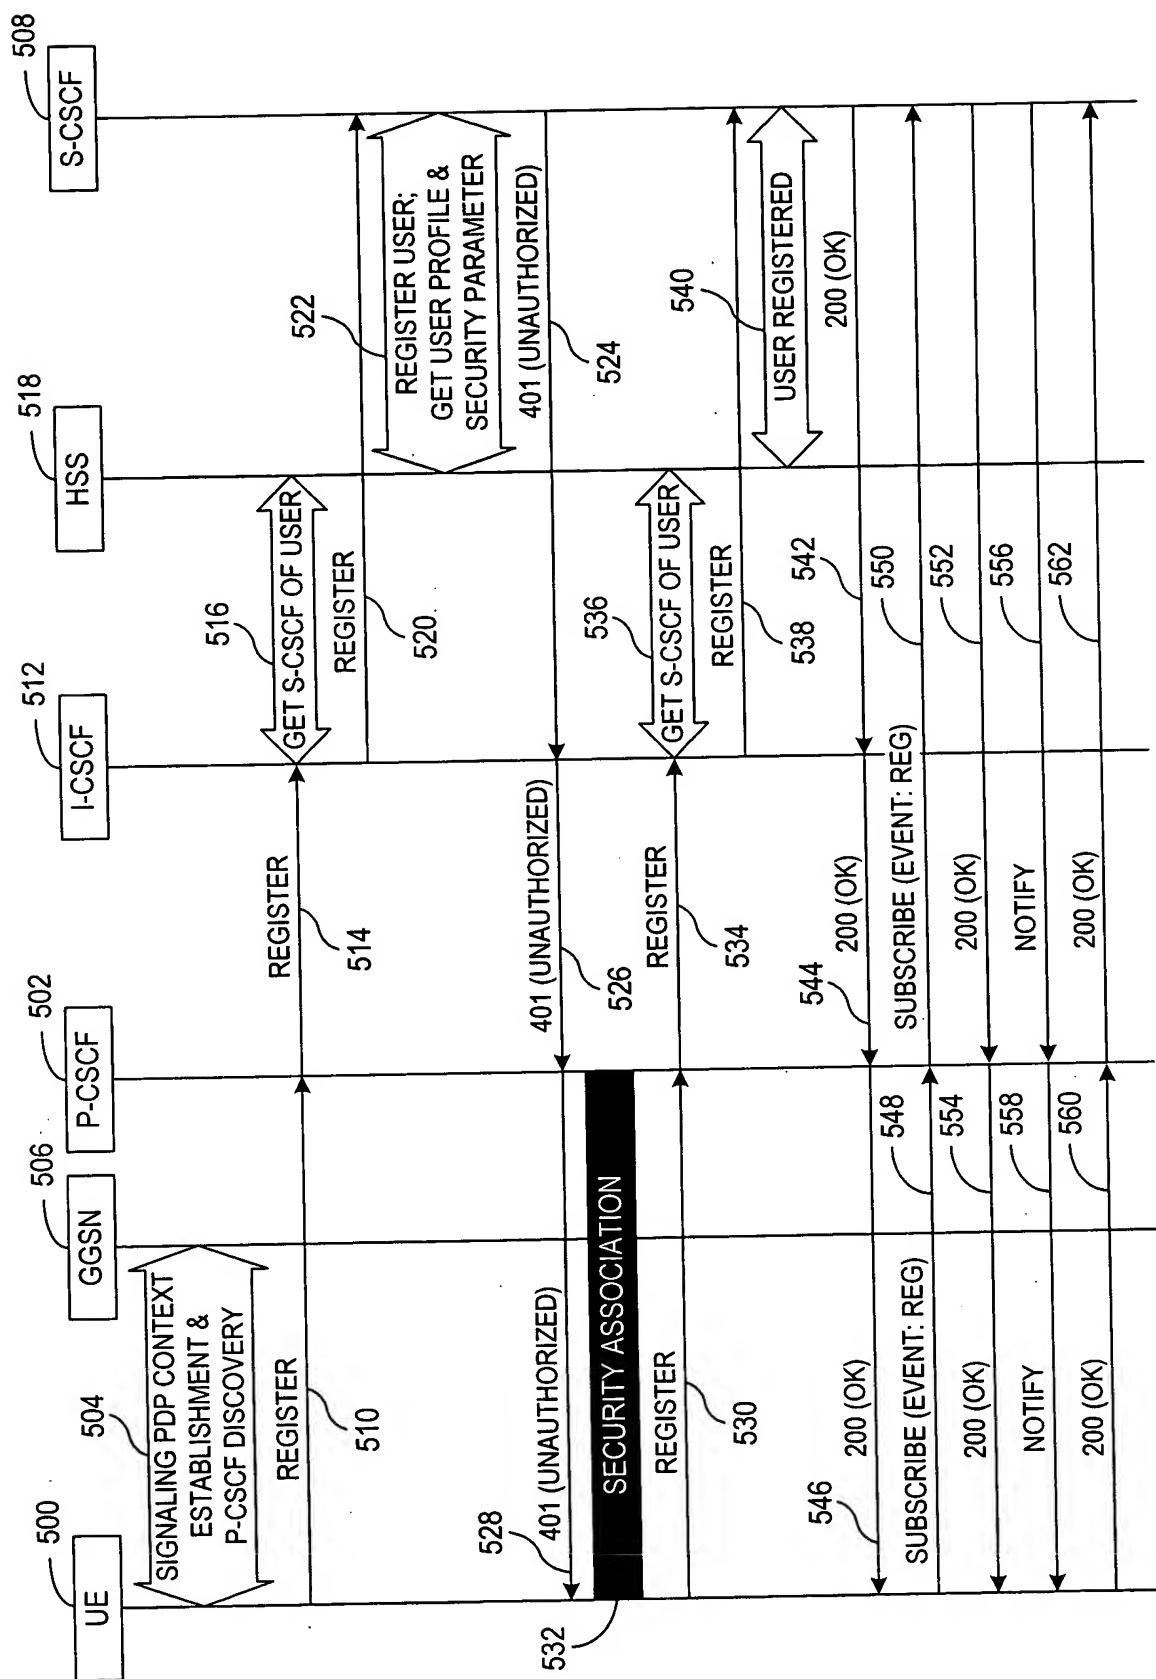 500
UE
506
GGSN
502
P-CSCF
512
I-CSCF
518
HSS
508
S-CSCF
504
SIGNALING PDP CONTEXT
ESTABLISHMENT &
P-CSCF DISCOVERY
REGISTER
510
REGISTER
514
516
GET S-CSCF OF USER
REGISTER
520
522
REGISTER USER;
GET USER PROFILE &
SECURITY PARAMETER
401 (UNAUTHORIZED)
524
401 (UNAUTHORIZED)
526
528
401 (UNAUTHORIZED)
532
SECURITY ASSOCIATION
REGISTER
530
REGISTER
534
536
GET S-CSCF OF USER
REGISTER
538
540
USER REGISTERED
200 (OK)
542
544
200 (OK)
546
200 (OK)
SUBSCRIBE (EVENT: REG)
548
SUBSCRIBE (EVENT: REG)
550
200 (OK)
552
200 (OK)
554
NOTIFY
556
NOTIFY
558
200 (OK)
560
200 (OK)
562